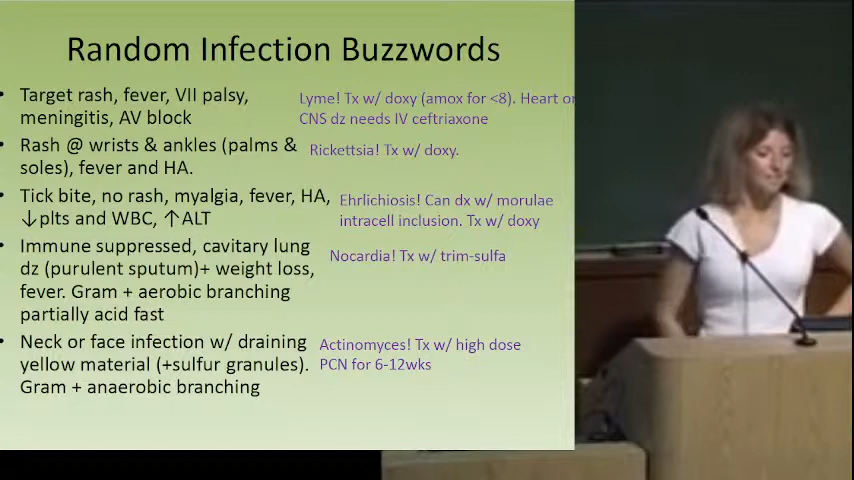 Random Infection Buzzwords
Target rash, fever, VII palsy,
meningitis, AV block
Lyme! Tx w/ doxy (amox for <8). Heart or
CNS dz needs IV ceftriaxone
Rash @ wrists & ankles (palms &
soles), fever and HA.
Rickettsia! Tx w/ doxy.
Tick bite, no rash, myalgia, fever, HA,
↓plts and WBC, ↑ALT
Ehrlichiosis! Can dx w/ morulae
intracell inclusion. Tx w/ doxy
Immune suppressed, cavitary lung
dz (purulent sputum)+ weight loss,
fever. Gram + aerobic branching
partially acid fast
Nocardia! Tx w/ trim-sulfa
Neck or face infection w/ draining
yellow material (+sulfur granules).
Gram + anaerobic branching
Actinomyces! Tx w/ high dose
PCN for 6-12wks